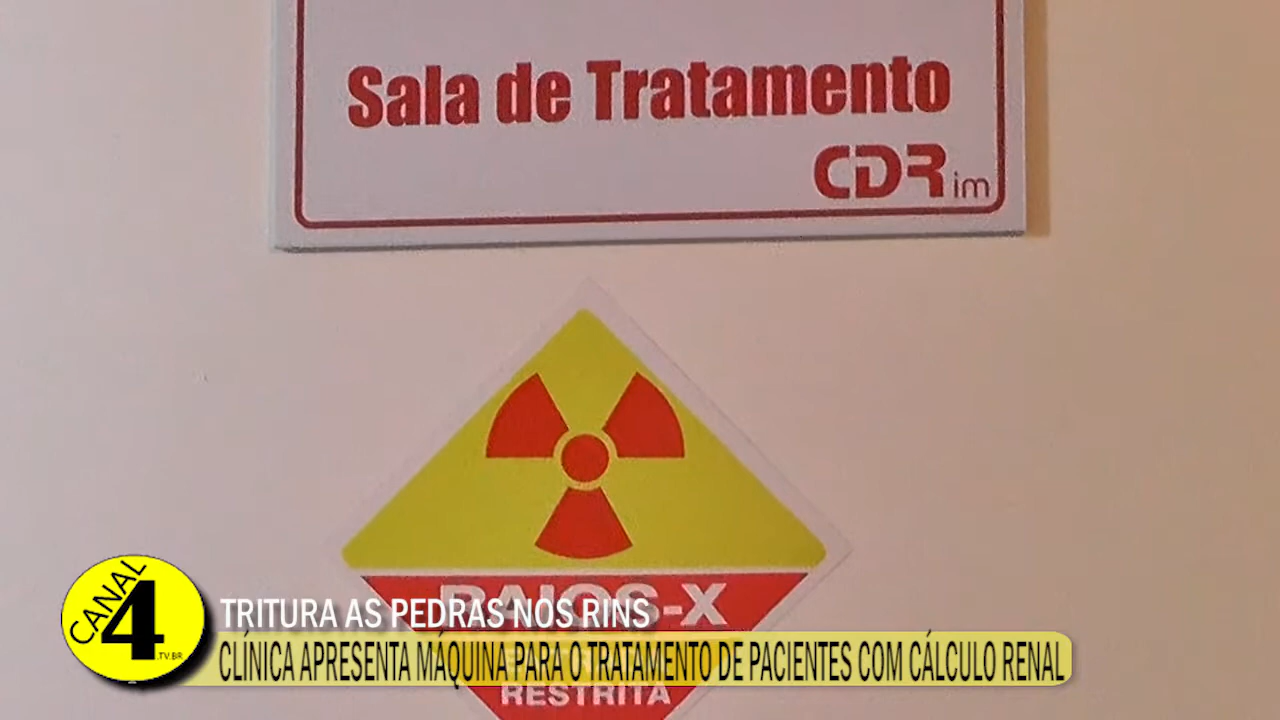 Sala de Tratamento
CDRim
RAIOS-X
RESTRITA
CANAL
4
.TV.BR
TRITURA AS PEDRAS NOS RINS
CLÍNICA APRESENTA MÁQUINA PARA O TRATAMENTO DE PACIENTES COM CÁLCULO RENAL